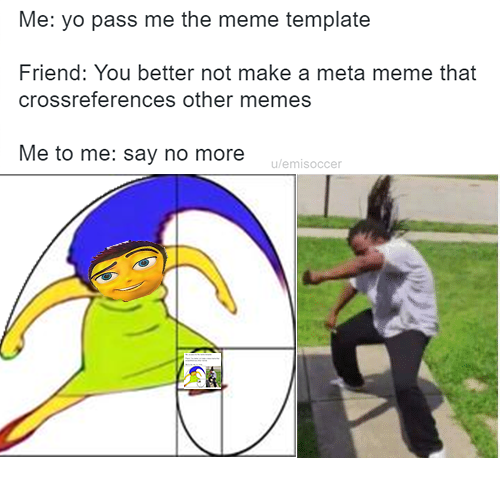 Me: yo pass me the meme template
Friend: You better not make a meta meme that
crossreferences other memes
Me to me: say no more
u/emisoccer